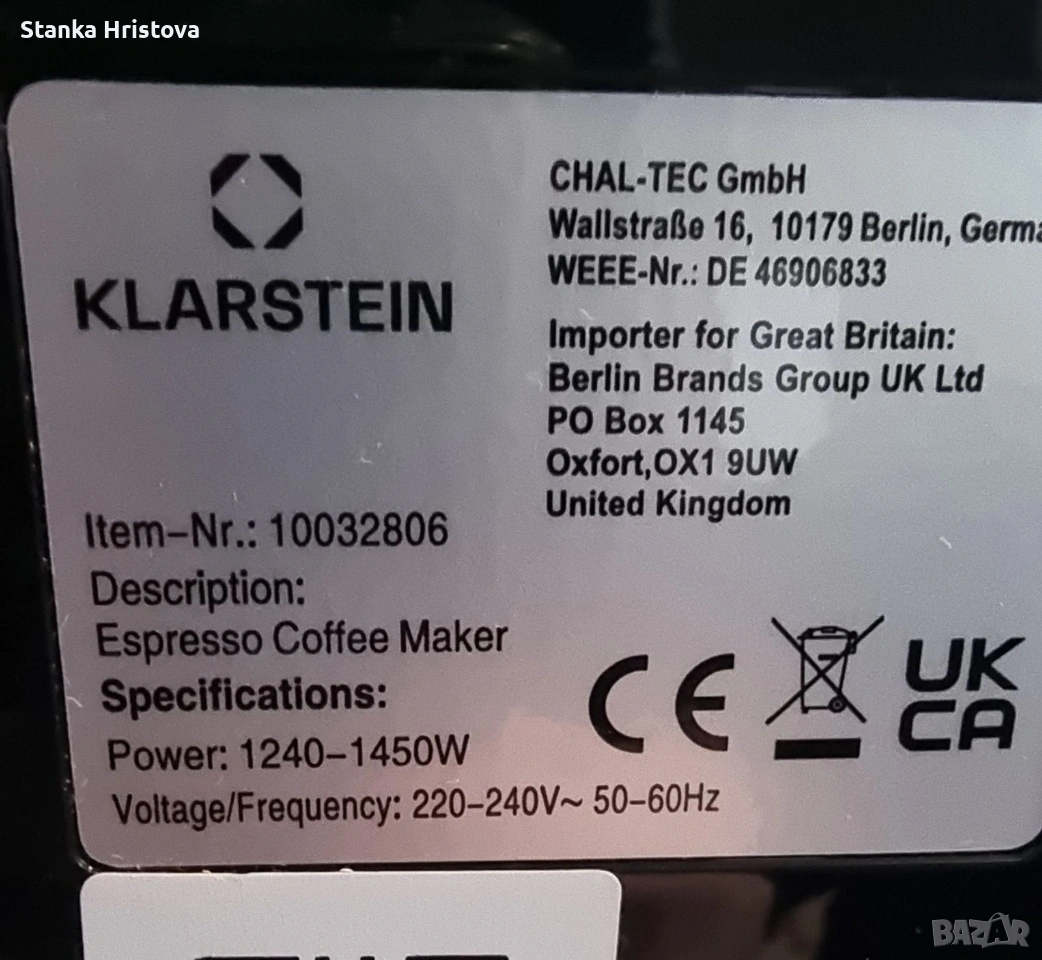 Stanka Hristova
KLARSTEIN
CHAL-TEC GmbH
Wallstraße 16, 10179 Berlin, Germa
WEEE-Nr.: DE 46906833
Importer for Great Britain:
Berlin Brands Group UK Ltd
PO Box 1145
Oxfort,OX1 9UW
United Kingdom
Item-Nr.: 10032806
Description:
Espresso Coffee Maker
Specifications:
Power: 1240-1450W
Voltage/Frequency: 220-240V~ 50-60Hz
CE
UK
CA
BAZAR